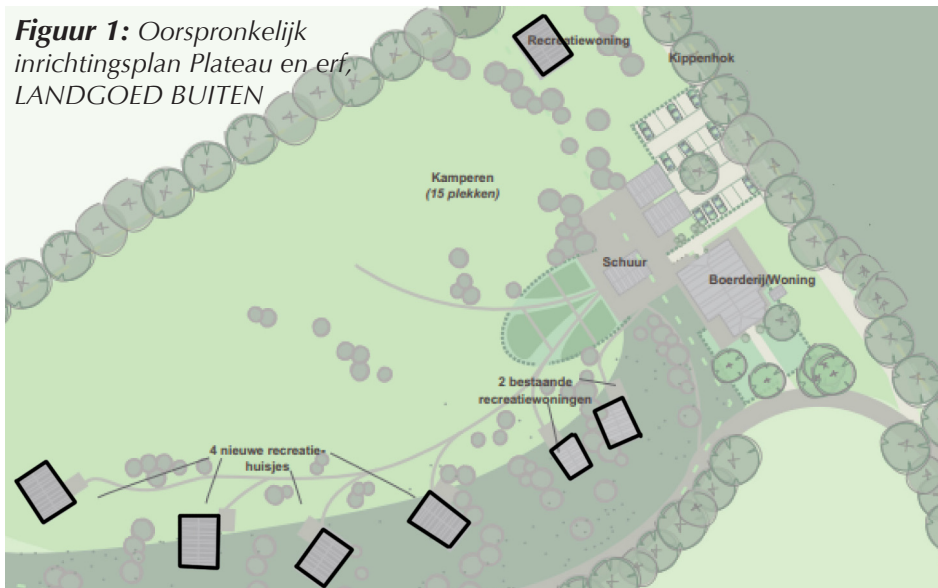 Figuur 1: Oorspronkelijk
inrichtingsplan Plateau en erf,
LANDGOED BUITEN
Recreatiewoning
Kippenhok
Kamperen
(15 plekken)
Schuur
Boerderij/Woning
2 bestaande
recreatiewoningen
4 nieuwe recreatie-
huisjes